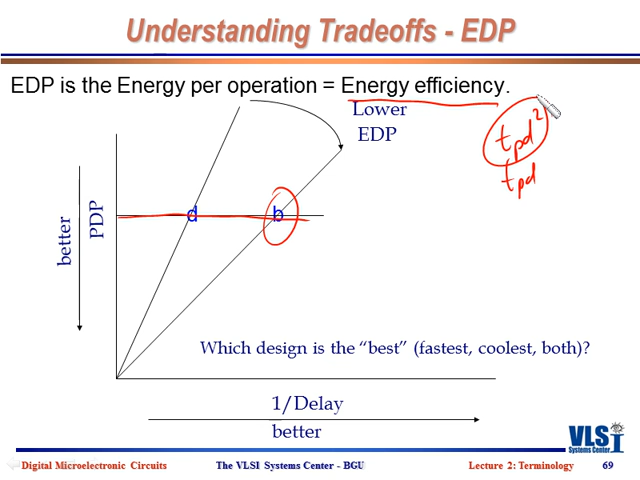 Understanding Tradeoffs - EDP
EDP is the Energy per operation = Energy efficiency.
Lower
EDP
tpd²
tpd
better
PDP
d
b
Which design is the “best” (fastest, coolest, both)?
1/Delay
better
VLSI
Systems Center
Digital Microelectronic Circuits
The VLSI Systems Center - BGU
Lecture 2: Terminology
69